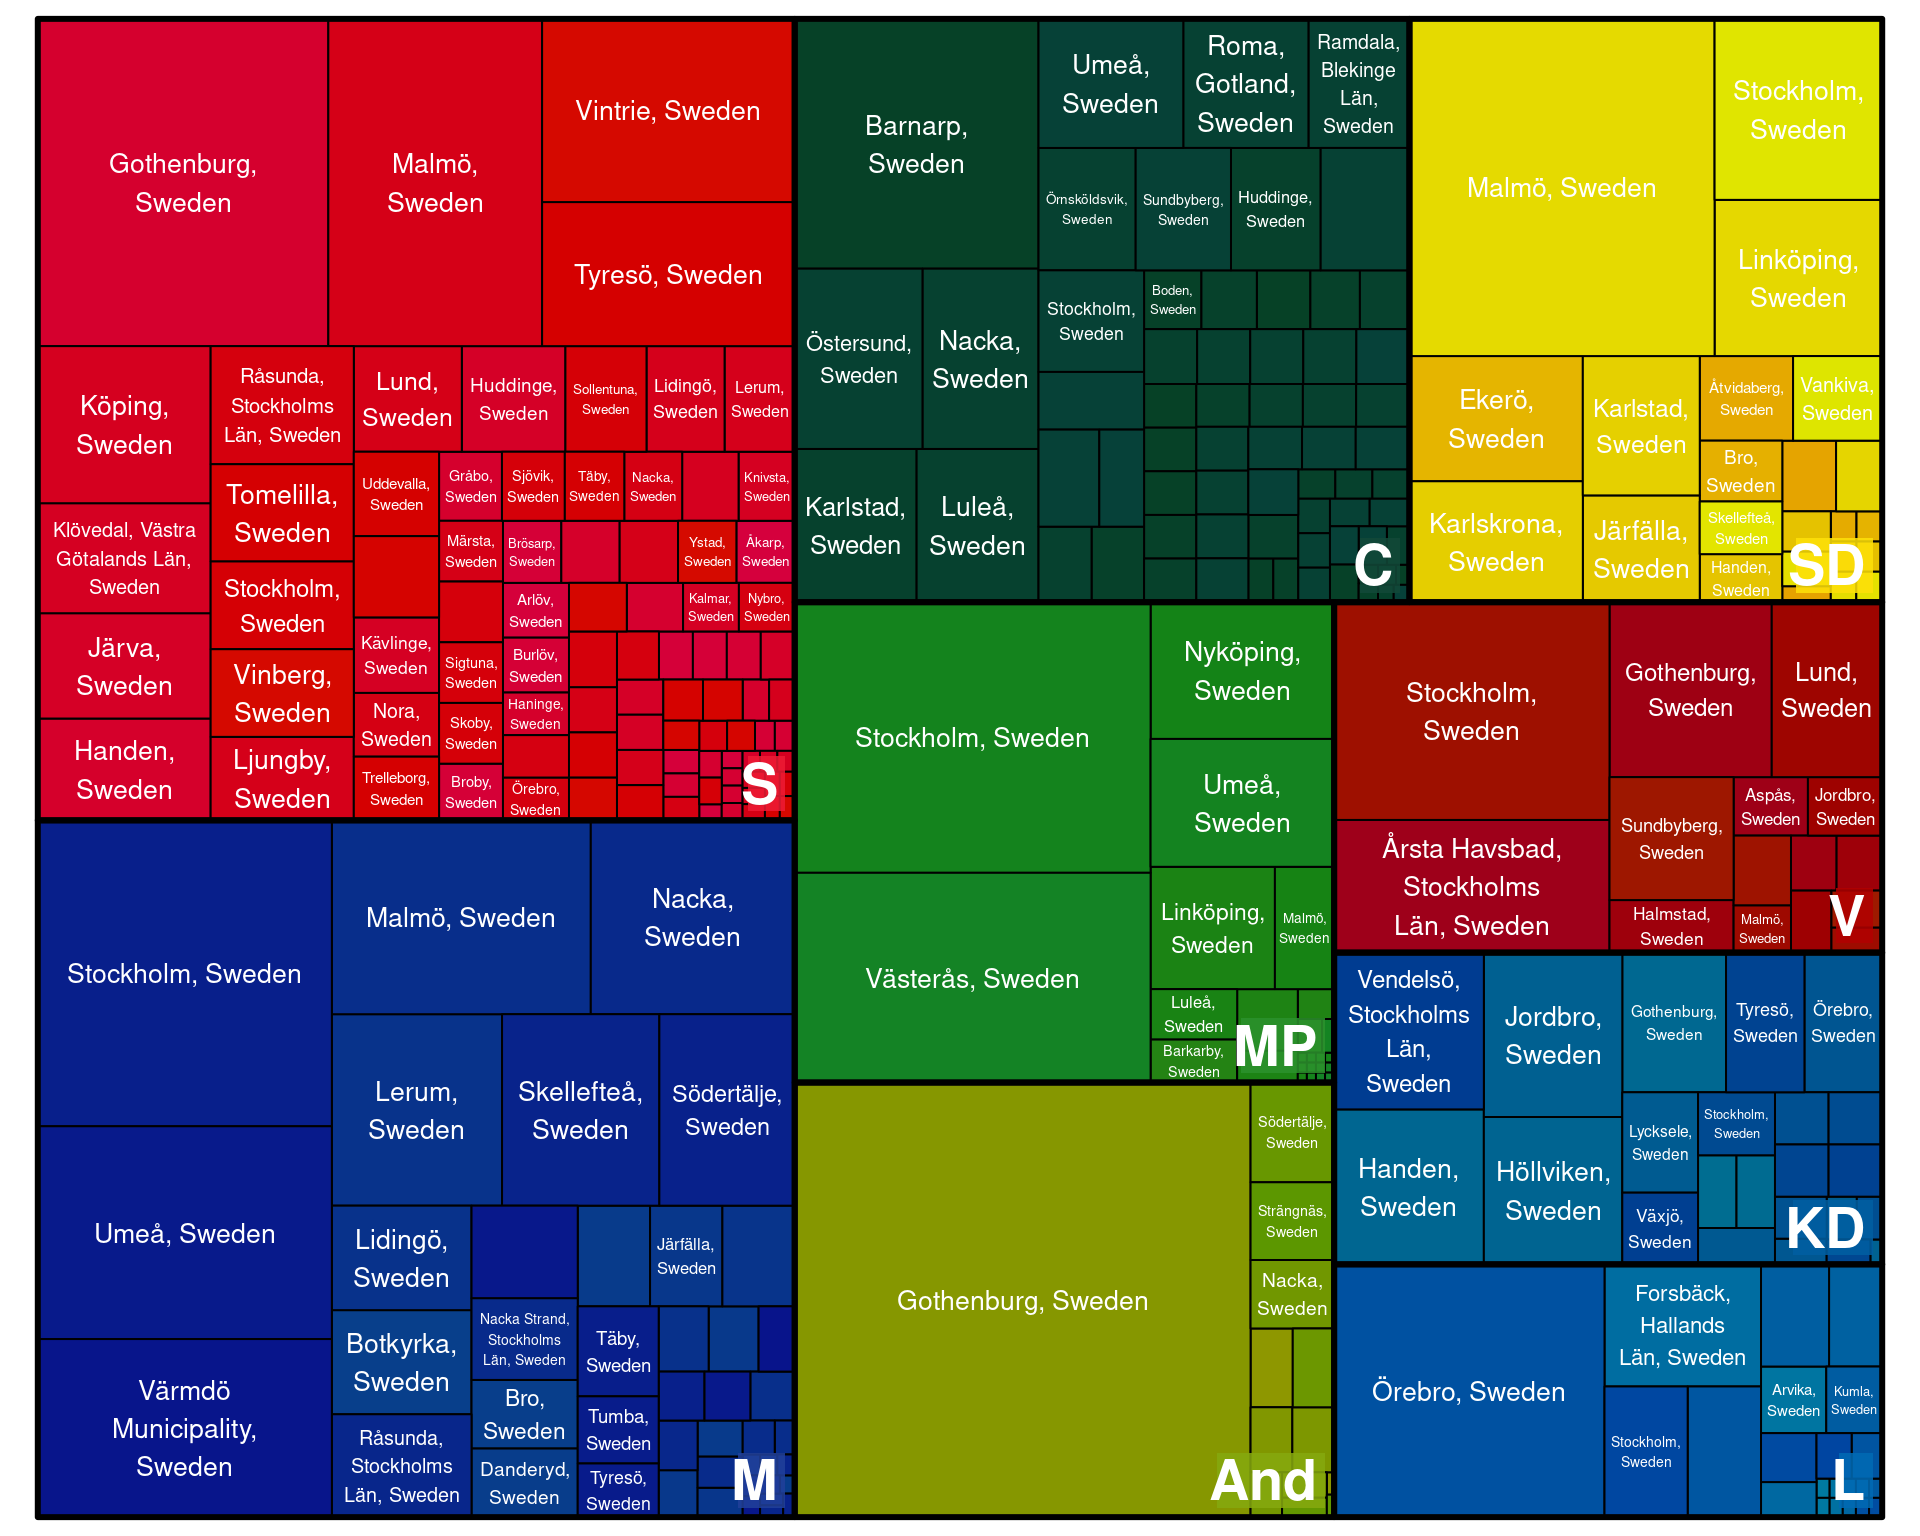 Gothenburg,
Sweden
Malmö,
Sweden
Vintrie, Sweden
Tyresö, Sweden
Köping,
Sweden
Råsunda,
Stockholms
Län, Sweden
Lund,
Sweden
Huddinge,
Sweden
Sollentuna,
Sweden
Lidingö,
Sweden
Lerum,
Sweden
Klövedal, Västra
Götalands Län,
Sweden
Tomelilla,
Sweden
Uddevalla,
Sweden
Gråbo,
Sweden
Sjövik,
Sweden
Täby,
Sweden
Nacka,
Sweden
Knivsta,
Sweden
Märsta,
Sweden
Brösarp,
Sweden
Ystad,
Sweden
Åkarp,
Sweden
Stockholm,
Sweden
Arlöv,
Sweden
Kalmar,
Sweden
Nybro,
Sweden
Järva,
Sweden
Kävlinge,
Sweden
Burlöv,
Sweden
Vinberg,
Sweden
Sigtuna,
Sweden
Haninge,
Sweden
Nora,
Sweden
Skoby,
Sweden
Handen,
Sweden
Ljungby,
Sweden
Trelleborg,
Sweden
Broby,
Sweden
Örebro,
Sweden
S
Stockholm, Sweden
Malmö, Sweden
Nacka,
Sweden
Umeå, Sweden
Lerum,
Sweden
Skellefteå,
Sweden
Södertälje,
Sweden
Värmdö
Municipality,
Sweden
Lidingö,
Sweden
Järfälla,
Sweden
Botkyrka,
Sweden
Nacka Strand,
Stockholms
Län, Sweden
Täby,
Sweden
Bro,
Sweden
Tumba,
Sweden
Råsunda,
Stockholms
Län, Sweden
Danderyd,
Sweden
Tyresö,
Sweden
M
Barnarp,
Sweden
Umeå,
Sweden
Roma,
Gotland,
Sweden
Ramdala,
Blekinge
Län,
Sweden
Örnsköldsvik,
Sweden
Sundbyberg,
Sweden
Huddinge,
Sweden
Östersund,
Sweden
Nacka,
Sweden
Stockholm,
Sweden
Boden,
Sweden
Karlstad,
Sweden
Luleå,
Sweden
C
Malmö, Sweden
Stockholm,
Sweden
Linköping,
Sweden
Ekerö,
Sweden
Karlstad,
Sweden
Åtvidaberg,
Sweden
Vankiva,
Sweden
Bro,
Sweden
Karlskrona,
Sweden
Järfälla,
Sweden
Skellefteå,
Sweden
Handen,
Sweden
SD
Stockholm, Sweden
Nyköping,
Sweden
Umeå,
Sweden
Västerås, Sweden
Linköping,
Sweden
Malmö,
Sweden
Luleå,
Sweden
Barkarby,
Sweden
MP
Stockholm,
Sweden
Gothenburg,
Sweden
Lund,
Sweden
Årsta Havsbad,
Stockholms
Län, Sweden
Sundbyberg,
Sweden
Aspås,
Sweden
Jordbro,
Sweden
Halmstad,
Sweden
Malmö,
Sweden
V
Gothenburg, Sweden
Södertälje,
Sweden
Strängnäs,
Sweden
Nacka,
Sweden
And
Vendelsö,
Stockholms
Län,
Sweden
Jordbro,
Sweden
Gothenburg,
Sweden
Tyresö,
Sweden
Örebro,
Sweden
Handen,
Sweden
Höllviken,
Sweden
Lycksele,
Sweden
Stockholm,
Sweden
Växjö,
Sweden
KD
Örebro, Sweden
Forsbäck,
Hallands
Län, Sweden
Stockholm,
Sweden
Arvika,
Sweden
Kumla,
Sweden
L